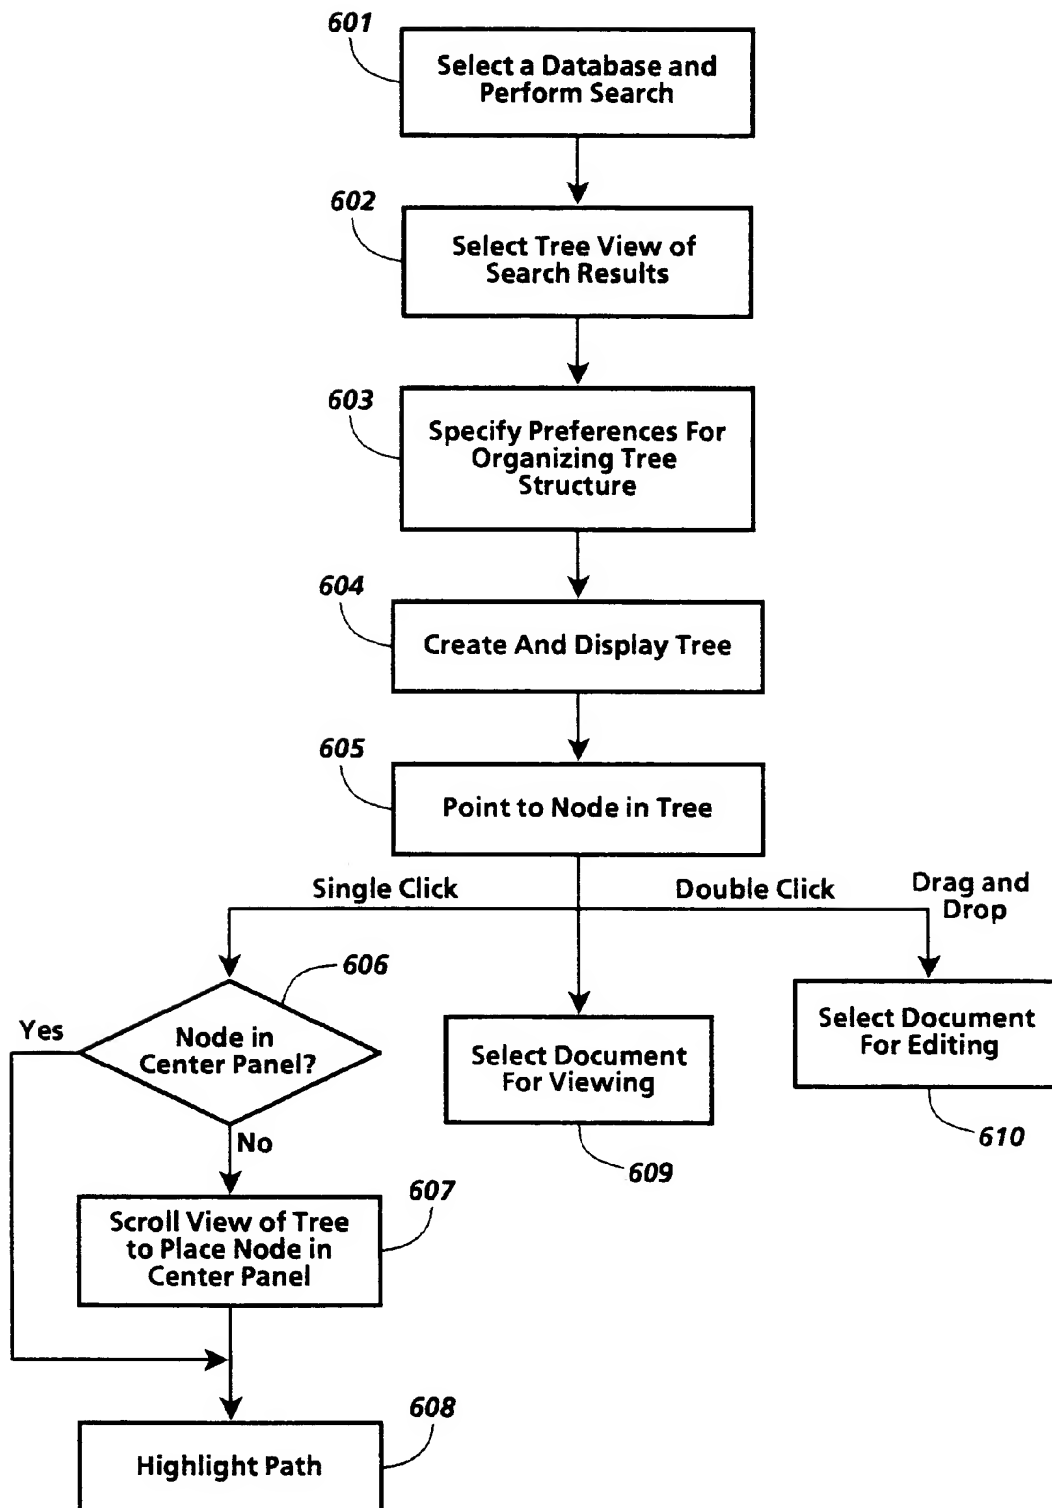 601
Select a Database and
Perform Search
602
Select Tree View of
Search Results
603
Specify Preferences For
Organizing Tree
Structure
604
Create And Display Tree
605
Point to Node in Tree
Single Click
Double Click
Drag and
Drop
606
Yes
Node in
Center Panel?
No
Select Document
For Viewing
609
Select Document
For Editing
610
607
Scroll View of Tree
to Place Node in
Center Panel
608
Highlight Path